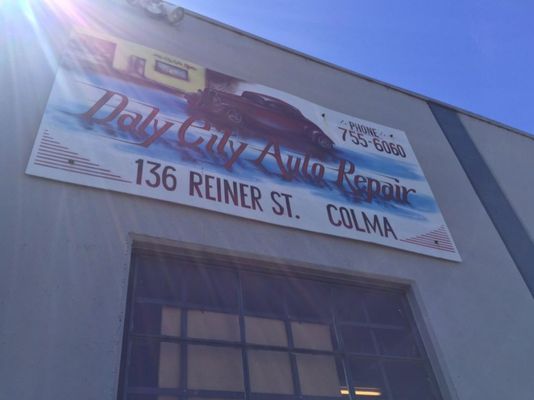 PHONE
755-6060
Daly City Auto Repair
136 REINER ST. COLMA